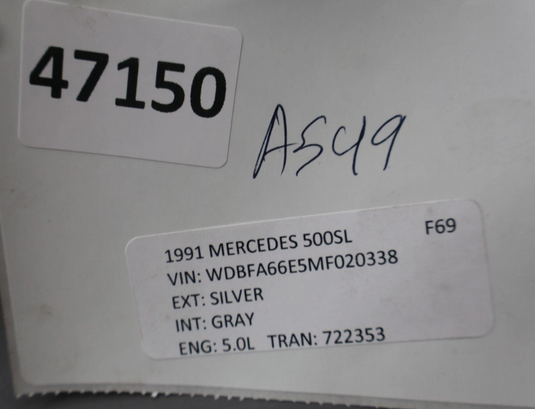 47150
A549
1991 MERCEDES 500SL F69
VIN: WDBFA66E5MF020338
EXT: SILVER
INT: GRAY
ENG: 5.0L TRAN: 722353